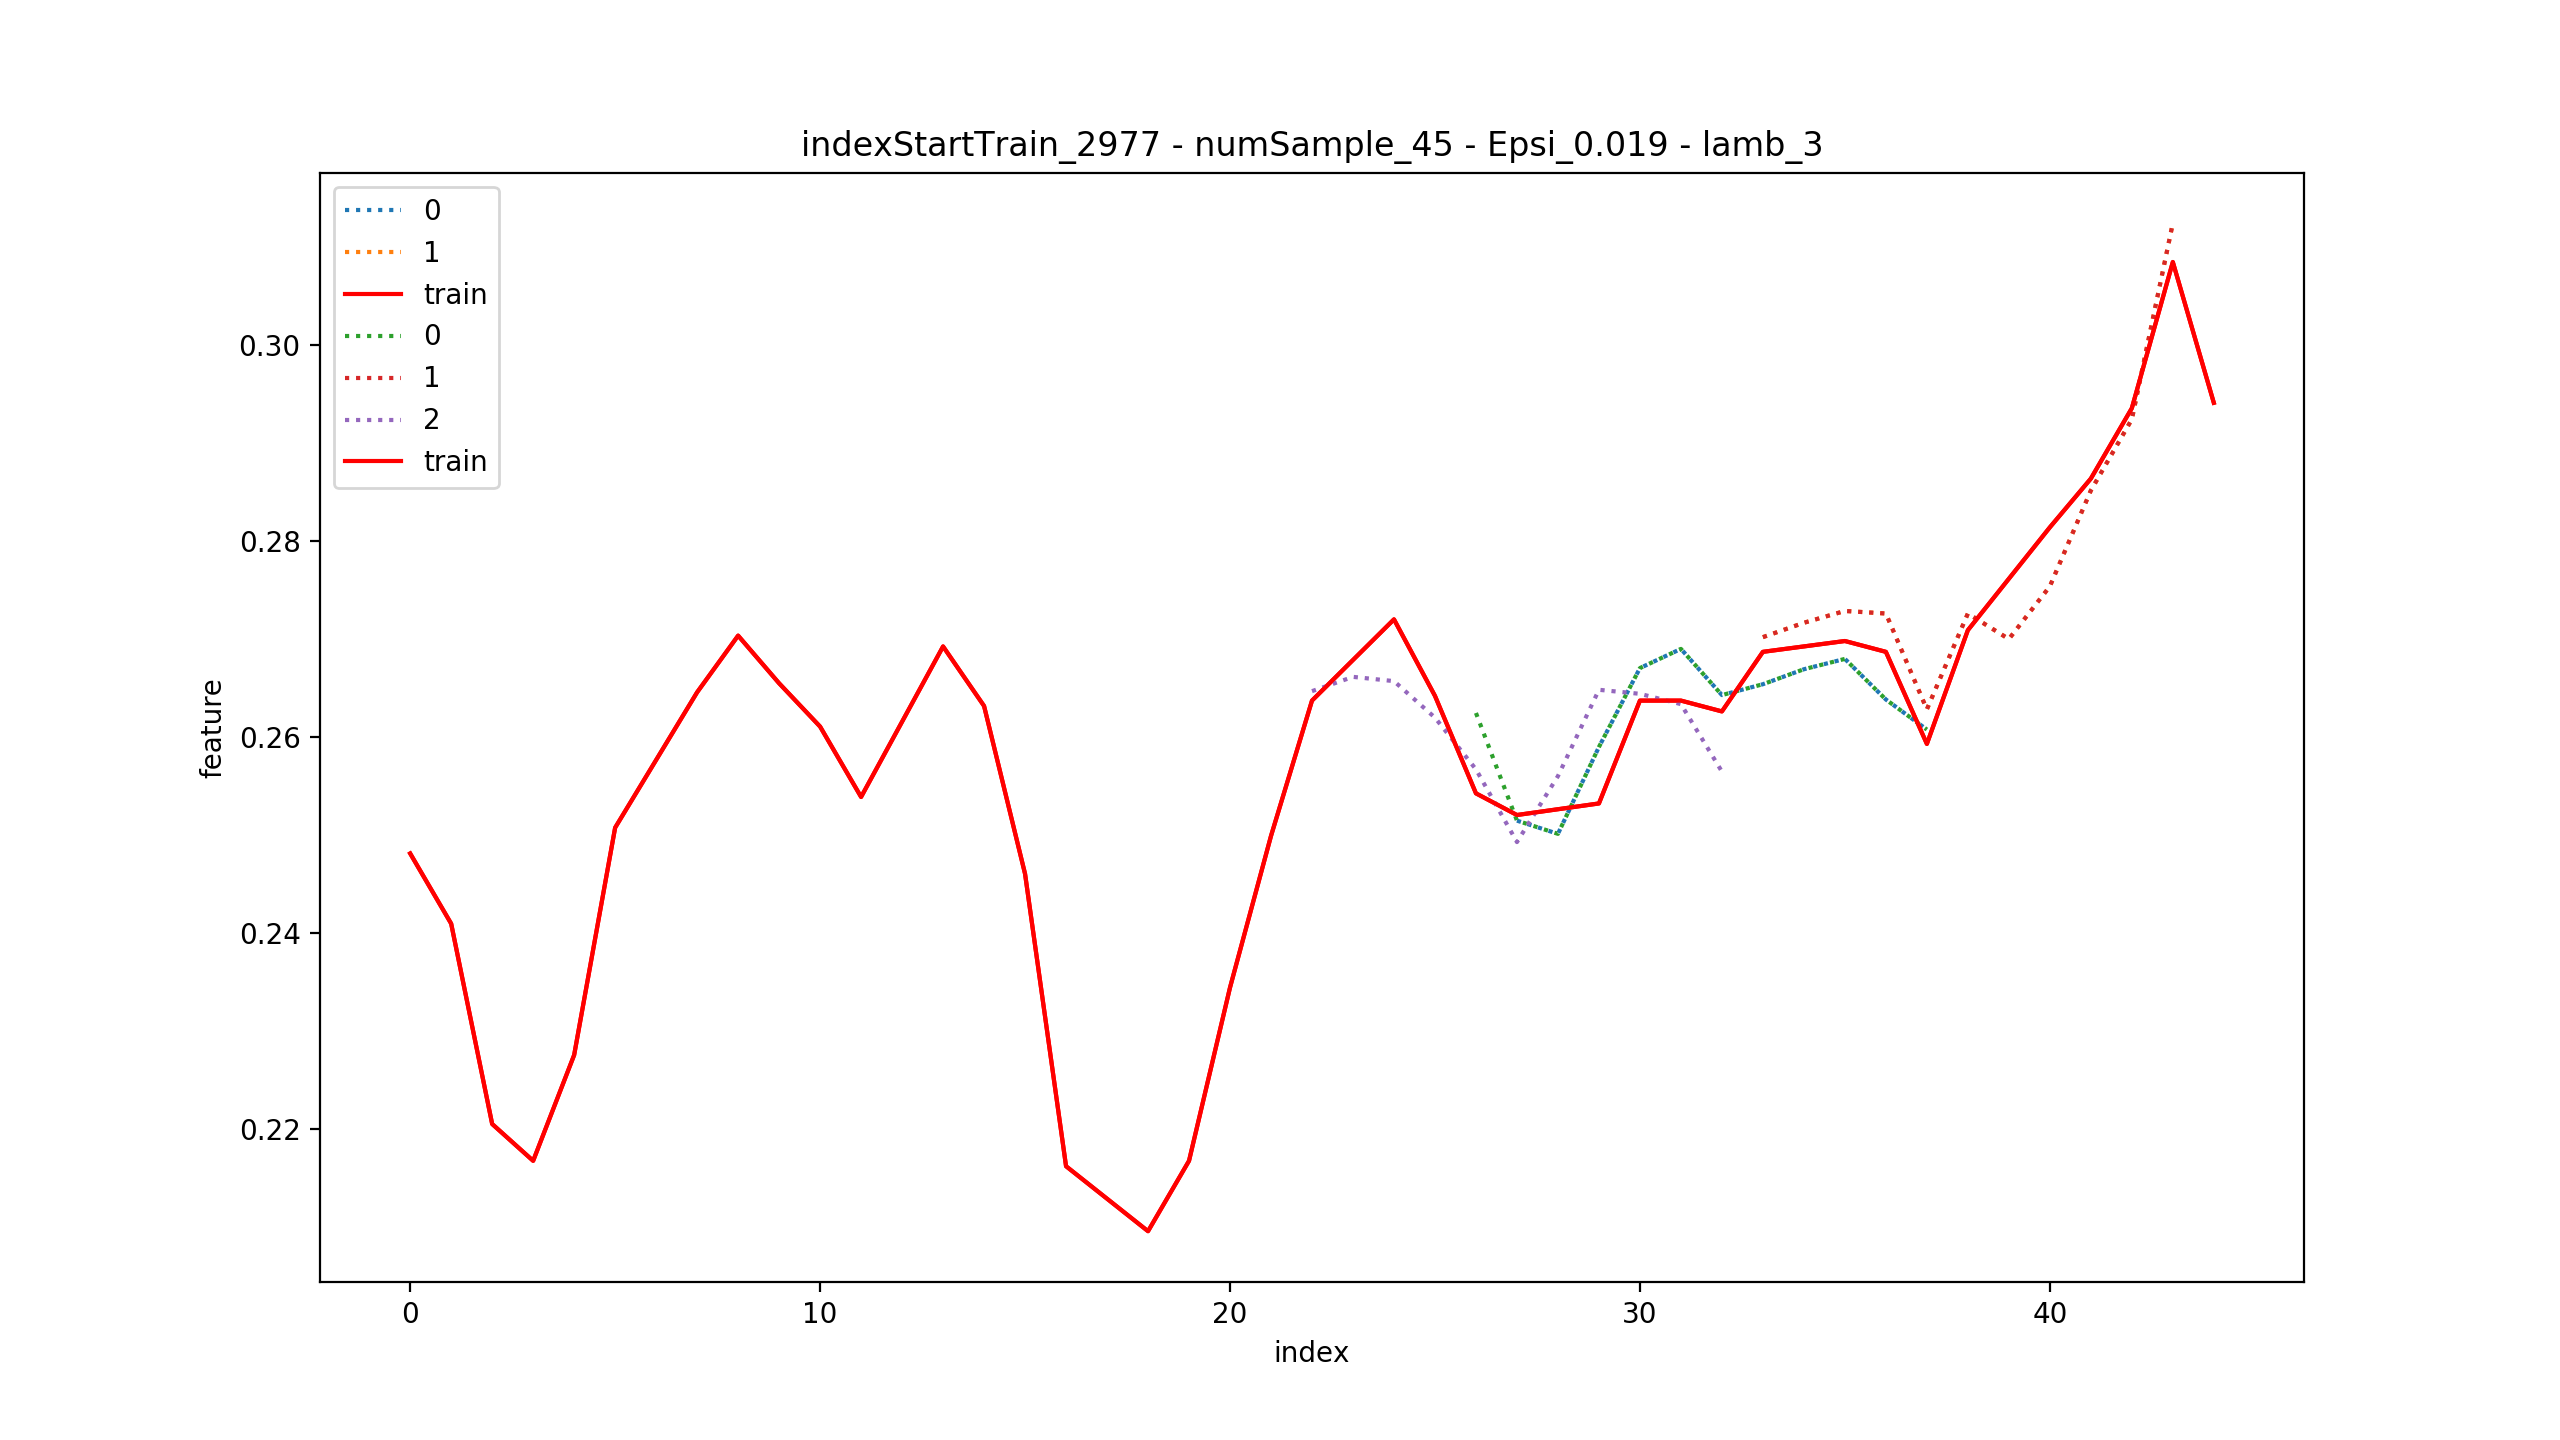 indexStartTrain_2977 - numSample_45 - Epsi_0.019 - lamb_3
0
1
train
0
1
2
train
0.30
0.28
0.26
0.24
0.22
feature
0 10 20 30 40
index